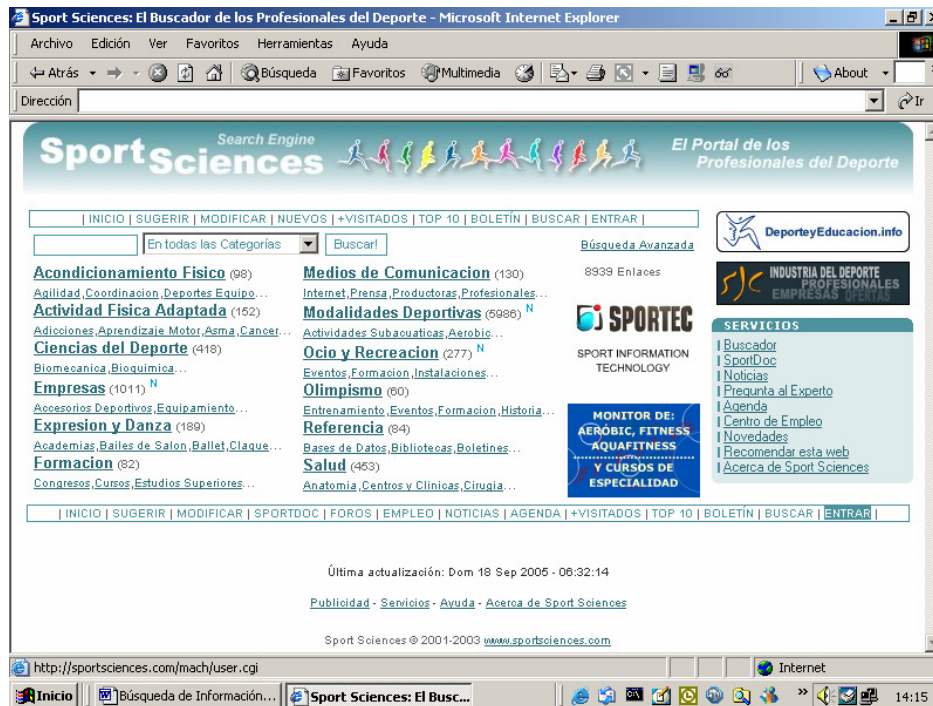 Sport Sciences: El Buscador de los Profesionales del Deporte - Microsoft Internet Explorer
Archivo Edición Ver Favoritos Herramientas Ayuda
Atrás Búsqueda Favoritos Multimedia About
Dirección Ir
Sport Sciences Search Engine
El Portal de los
Profesionales del Deporte
| INICIO | SUGERIR | MODIFICAR | NUEVOS | +VISITADOS | TOP 10 | BOLETÍN | BUSCAR | ENTRAR |
En todas las Categorías Buscar! Búsqueda Avanzada
Acondicionamiento Fisico (98)
Agilidad,Coordinacion,Deportes Equipo...
Actividad Fisica Adaptada (152)
Adicciones,Aprendizaje Motor,Asma,Cancer...
Ciencias del Deporte (418)
Biomecanica,Bioquimica...
Empresas (1011) N
Accesorios Deportivos,Equipamiento...
Expresion y Danza (189)
Academias,Bailes de Salon,Ballet,Claque...
Formacion (82)
Congresos,Cursos,Estudios Superiores...
Medios de Comunicacion (130)
Internet,Prensa,Productoras,Profesionales...
Modalidades Deportivas (5986) N
Actividades Subacuaticas,Aerobic...
Ocio y Recreacion (277) N
Eventos,Formacion,Instalaciones...
Olimpismo (60)
Entrenamiento,Eventos,Formacion,Historia...
Referencia (84)
Bases de Datos,Bibliotecas,Boletines...
Salud (453)
Anatomia,Centros y Clinicas,Cirugia...
8939 Enlaces
SPORTEC
SPORT INFORMATION
TECHNOLOGY
MONITOR DE:
AERÓBIC, FITNESS
AQUAFITNESS
Y CURSOS DE
ESPECIALIDAD
DeporteyEducacion.info
INDUSTRIA DEL DEPORTE
PROFESIONALES
EMPRESAS OFERTAS
SERVICIOS
| Buscador
| SportDoc
| Noticias
| Pregunta al Experto
| Agenda
| Centro de Empleo
| Novedades
| Recomendar esta web
| Acerca de Sport Sciences
| INICIO | SUGERIR | MODIFICAR | SPORTDOC | FOROS | EMPLEO | NOTICIAS | AGENDA | +VISITADOS | TOP 10 | BOLETÍN | BUSCAR | ENTRAR |
Última actualización: Dom 18 Sep 2005 - 06:32:14
Publicidad - Servicios - Ayuda - Acerca de Sport Sciences
Sport Sciences © 2001-2003 www.sportsciences.com
http://sportsciences.com/mach/user.cgi Internet
Inicio Búsqueda de Información... Sport Sciences: El Busc... 14:15